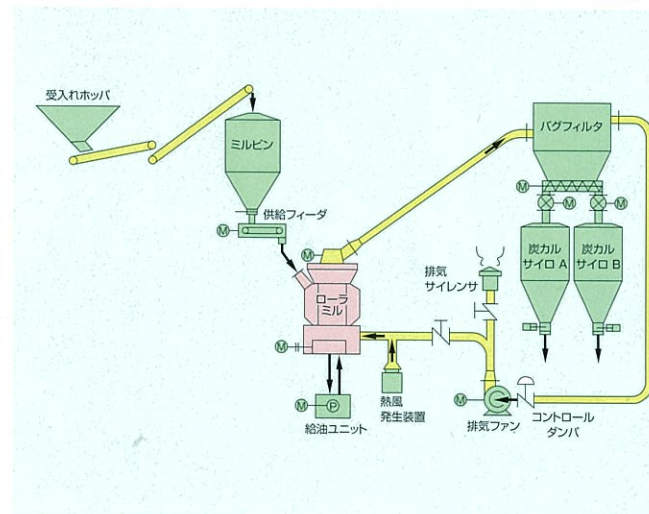 受入れホッパ
ミルビン
供給フィーダ
M
M
ローラ
ミル
M
M
P
給油ユニット
熱風
発生装置
排気
サイレンサ
M
排気ファン
コントロール
ダンパ
バグフィルタ
M
M
M
炭カル
サイロ A
炭カル
サイロ B